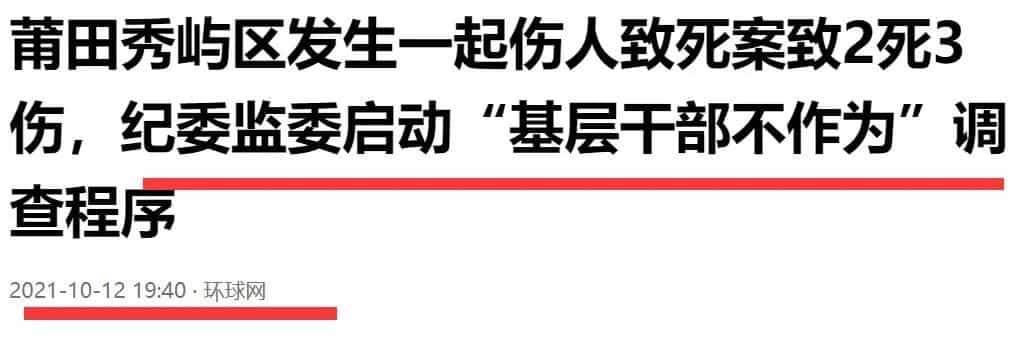 莆田秀屿区发生一起伤人致死案致2死3
伤，纪委监委启动“基层干部不作为”调
查程序
2021-10-12 19:40 · 环球网